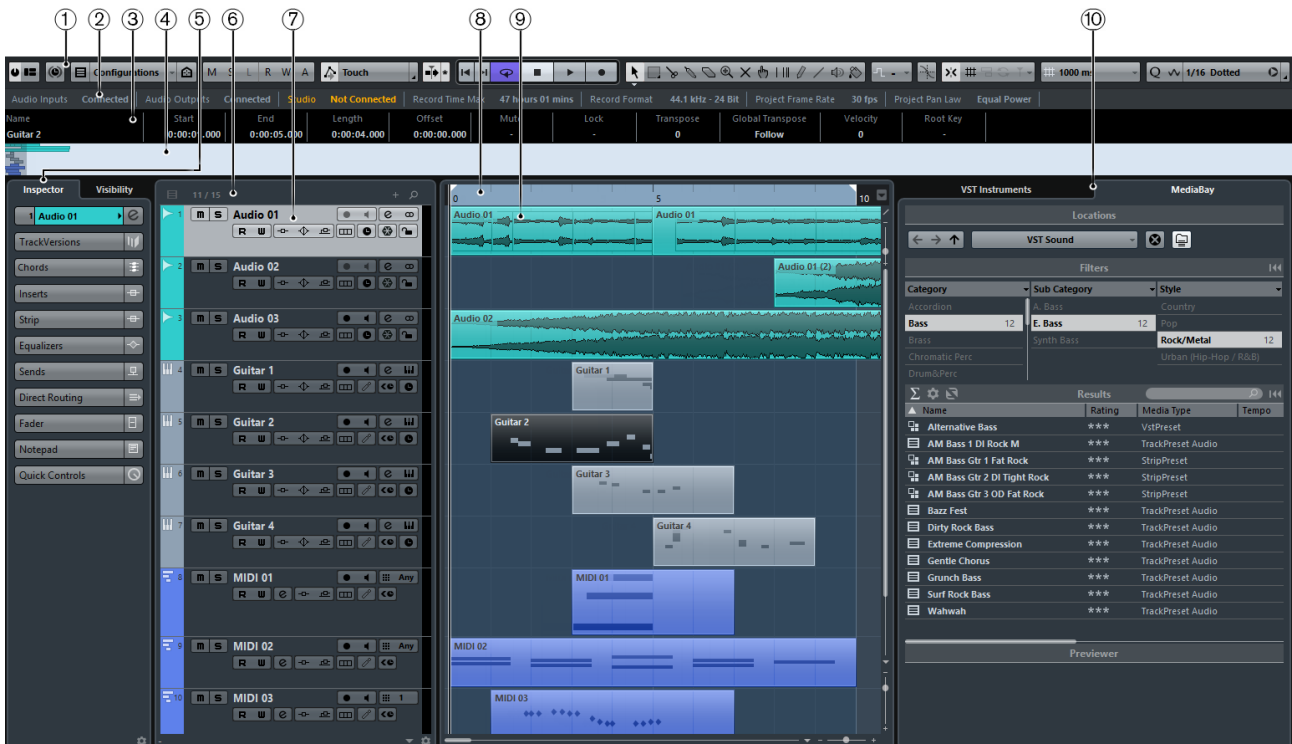 1 2 3 4 5 6 7 8 9 10
Configurations M S L R W A Touch 1000 ms Q 1/16 Dotted
Audio Inputs Connected Audio Outputs Connected Studio Not Connected Record Time Max 47 hours 01 mins Record Format 44.1 kHz - 24 Bit Project Frame Rate 30 fps Project Pan Law Equal Power
Name Start End Length Offset Mute Lock Transpose Global Transpose Velocity Root Key
Guitar 2 0:00:01.000 0:00:05.000 0:00:04.000 0:00:00.000 - - 0 Follow 0 -
Inspector Visibility
1 Audio 01
TrackVersions
Chords
Inserts
Strip
Equalizers
Sends
Direct Routing
Fader
Notepad
Quick Controls
11 / 15
1 m S Audio 01 e
R W
2 m S Audio 02 e
R W
3 m S Audio 03 e
R W
4 m S Guitar 1 e
R W
5 m S Guitar 2 e
R W
6 m S Guitar 3 e
R W
7 m S Guitar 4 e
R W
8 m S MIDI 01 Any
R W e
9 m S MIDI 02 Any
R W e
10 m S MIDI 03 1
R W e
0 5 10
Audio 01 Audio 01
Audio 01 (2)
Audio 02
Guitar 1
Guitar 2
Guitar 3
Guitar 4
MIDI 01
MIDI 02
MIDI 03
VST Instruments MediaBay
Locations
VST Sound
Filters
Category Sub Category Style
Accordion A. Bass Country
Bass 12 E. Bass 12 Pop
Brass Synth Bass Rock/Metal 12
Chromatic Perc Urban (Hip-Hop / R&B)
Drum&Perc
Results
Name Rating Media Type Tempo
Alternative Bass *** VstPreset
AM Bass 1 DI Rock M *** TrackPreset Audio
AM Bass Gtr 1 Fat Rock *** StripPreset
AM Bass Gtr 2 DI Tight Rock *** StripPreset
AM Bass Gtr 3 OD Fat Rock *** StripPreset
Bazz Fest *** TrackPreset Audio
Dirty Rock Bass *** TrackPreset Audio
Extreme Compression *** TrackPreset Audio
Gentle Chorus *** TrackPreset Audio
Grunch Bass *** TrackPreset Audio
Surf Rock Bass *** TrackPreset Audio
Wahwah *** TrackPreset Audio
Previewer